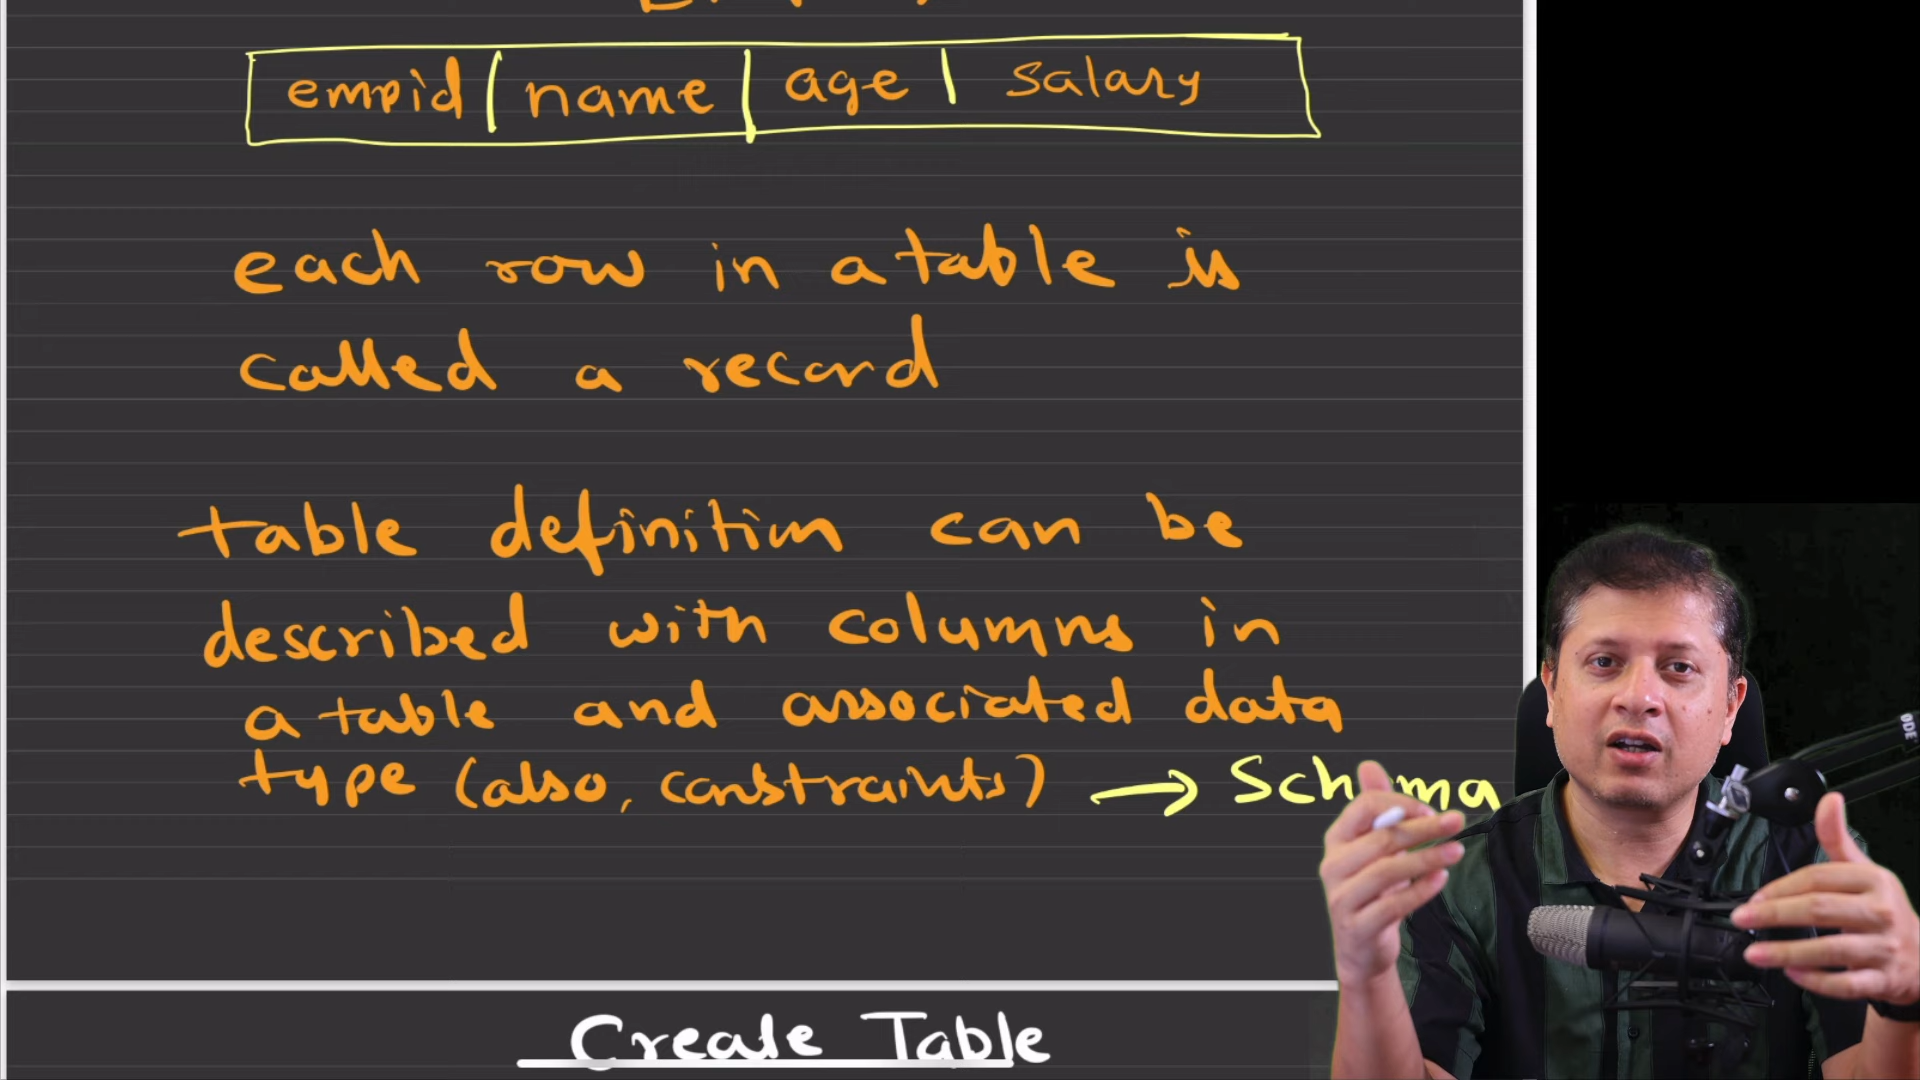 empid | name | age | salary
each row in a table is
called a record
table definition can be
described with columns in
a table and associated data
type (also, constraints) → Schema
Create Table